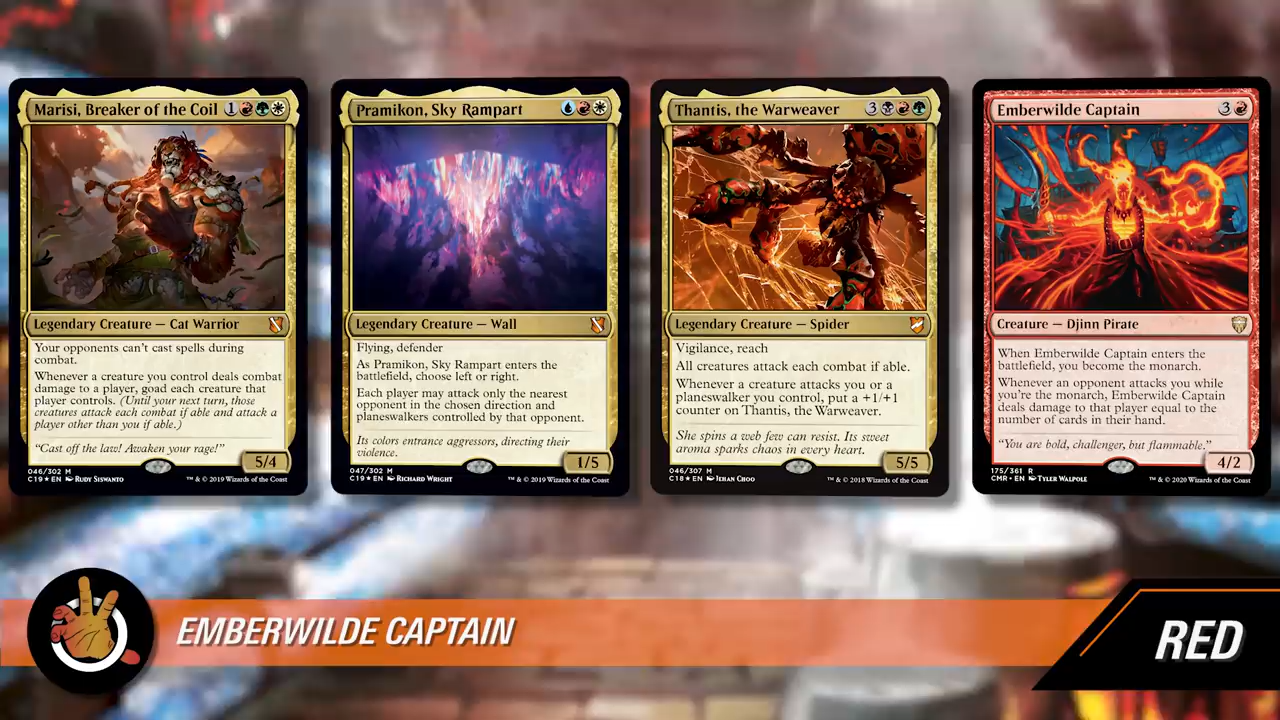 Marisi, Breaker of the Coil 1
Legendary Creature — Cat Warrior
Your opponents can't cast spells during
combat.
Whenever a creature you control deals combat
damage to a player, goad each creature that
player controls. (Until your next turn, those
creatures attack each combat if able and attack a
player other than you if able.)
"Cast off the law! Awaken your rage!"
5/4
046/302 M
C19 ★ EN Rudy Siswanto
™ & © 2019 Wizards of the Coast
Pramikon, Sky Rampart
Legendary Creature — Wall
Flying, defender
As Pramikon, Sky Rampart enters the
battlefield, choose left or right.
Each player may attack only the nearest
opponent in the chosen direction and
planeswalkers controlled by that opponent.
Its colors entrance aggressors, directing their
violence.
1/5
047/302 M
C19 ★ EN Richard Wright
™ & © 2019 Wizards of the Coast
Thantis, the Warweaver 3
Legendary Creature — Spider
Vigilance, reach
All creatures attack each combat if able.
Whenever a creature attacks you or a
planeswalker you control, put a +1/+1
counter on Thantis, the Warweaver.
She spins a web few can resist. Its sweet
aroma sparks chaos in every heart.
5/5
046/307 M
C18 ★ EN Jehan Choo
™ & © 2018 Wizards of the Coast
Emberwilde Captain 3
Creature — Djinn Pirate
When Emberwilde Captain enters the
battlefield, you become the monarch.
Whenever an opponent attacks you while
you're the monarch, Emberwilde Captain
deals damage to that player equal to the
number of cards in their hand.
"You are bold, challenger, but flammable."
4/2
175/361 R
CMR • EN Tyler Walpole
™ & © 2020 Wizards of the Coast
EMBERWILDE CAPTAIN
RED